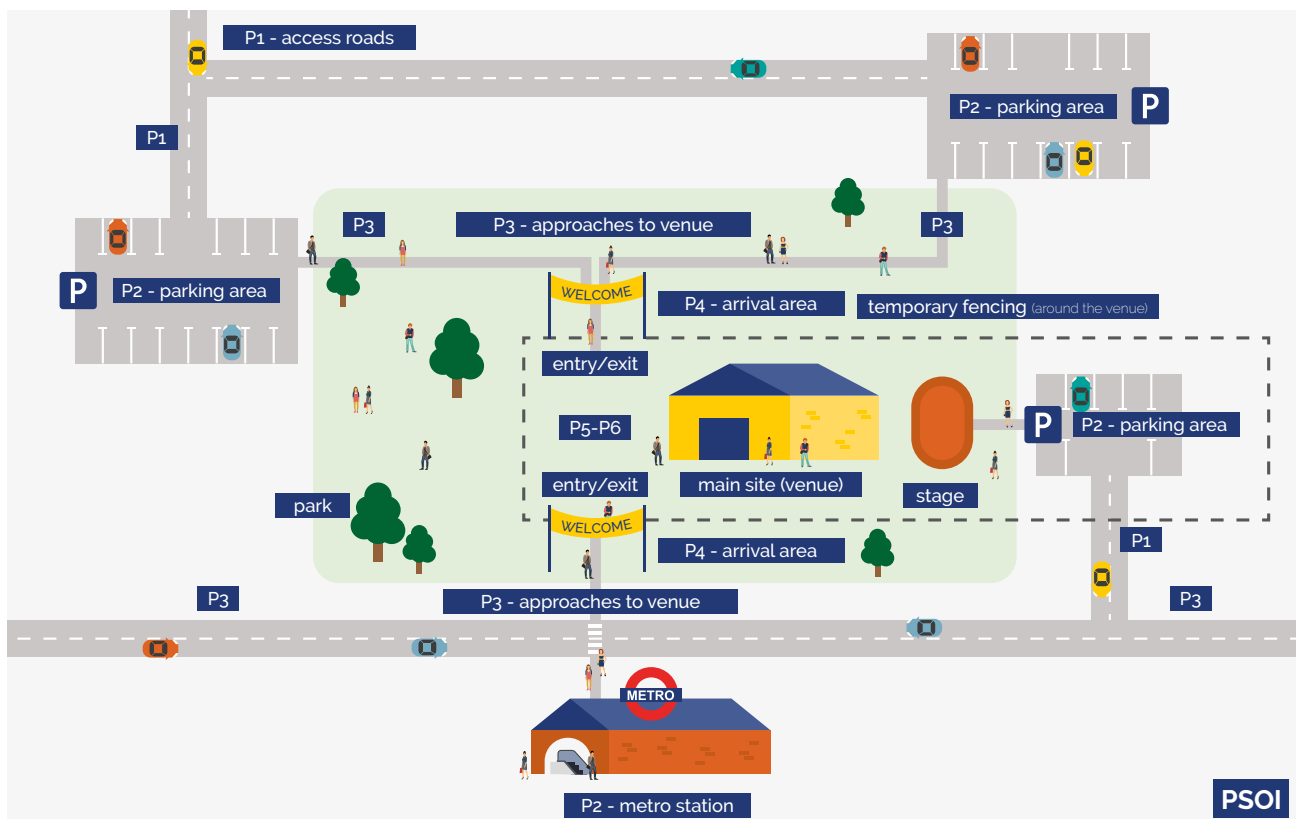 P1 - access roads
P2 - parking area
P
P1
P3
P3 - approaches to venue
P3
WELCOME
P
P2 - parking area
P4 - arrival area
temporary fencing (around the venue)
entry/exit
P5-P6
P
P2 - parking area
entry/exit
main site (venue)
stage
park
WELCOME
P4 - arrival area
P1
P3
P3 - approaches to venue
P3
METRO
P2 - metro station
PSOI